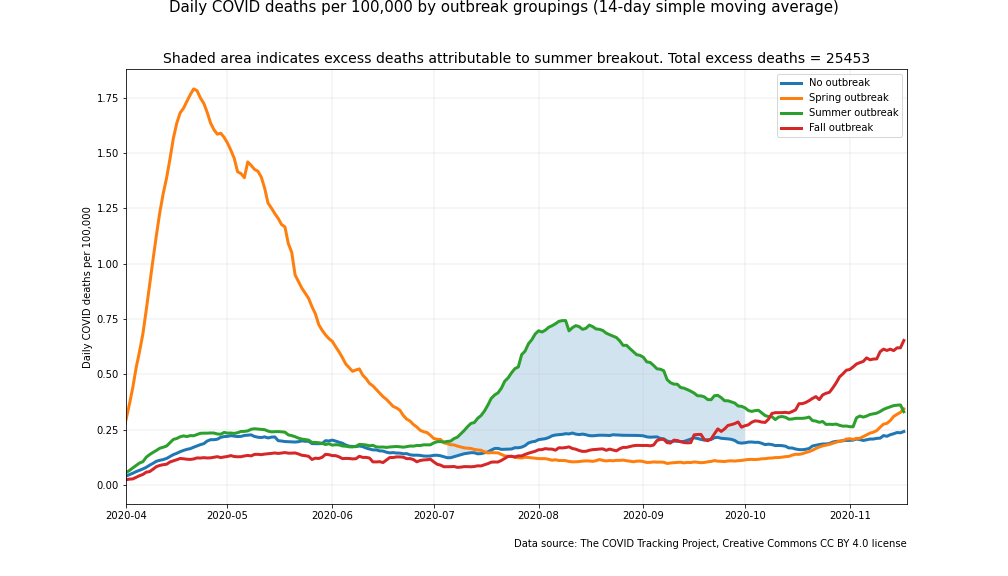 Daily COVID deaths per 100,000 by outbreak groupings (14-day simple moving average)
Shaded area indicates excess deaths attributable to summer breakout. Total excess deaths = 25453
No outbreak
Spring outbreak
Summer outbreak
Fall outbreak
Daily COVID deaths per 100,000
1.75
1.50
1.25
1.00
0.75
0.50
0.25
0.00
2020-04 2020-05 2020-06 2020-07 2020-08 2020-09 2020-10 2020-11
Data source: The COVID Tracking Project, Creative Commons CC BY 4.0 license